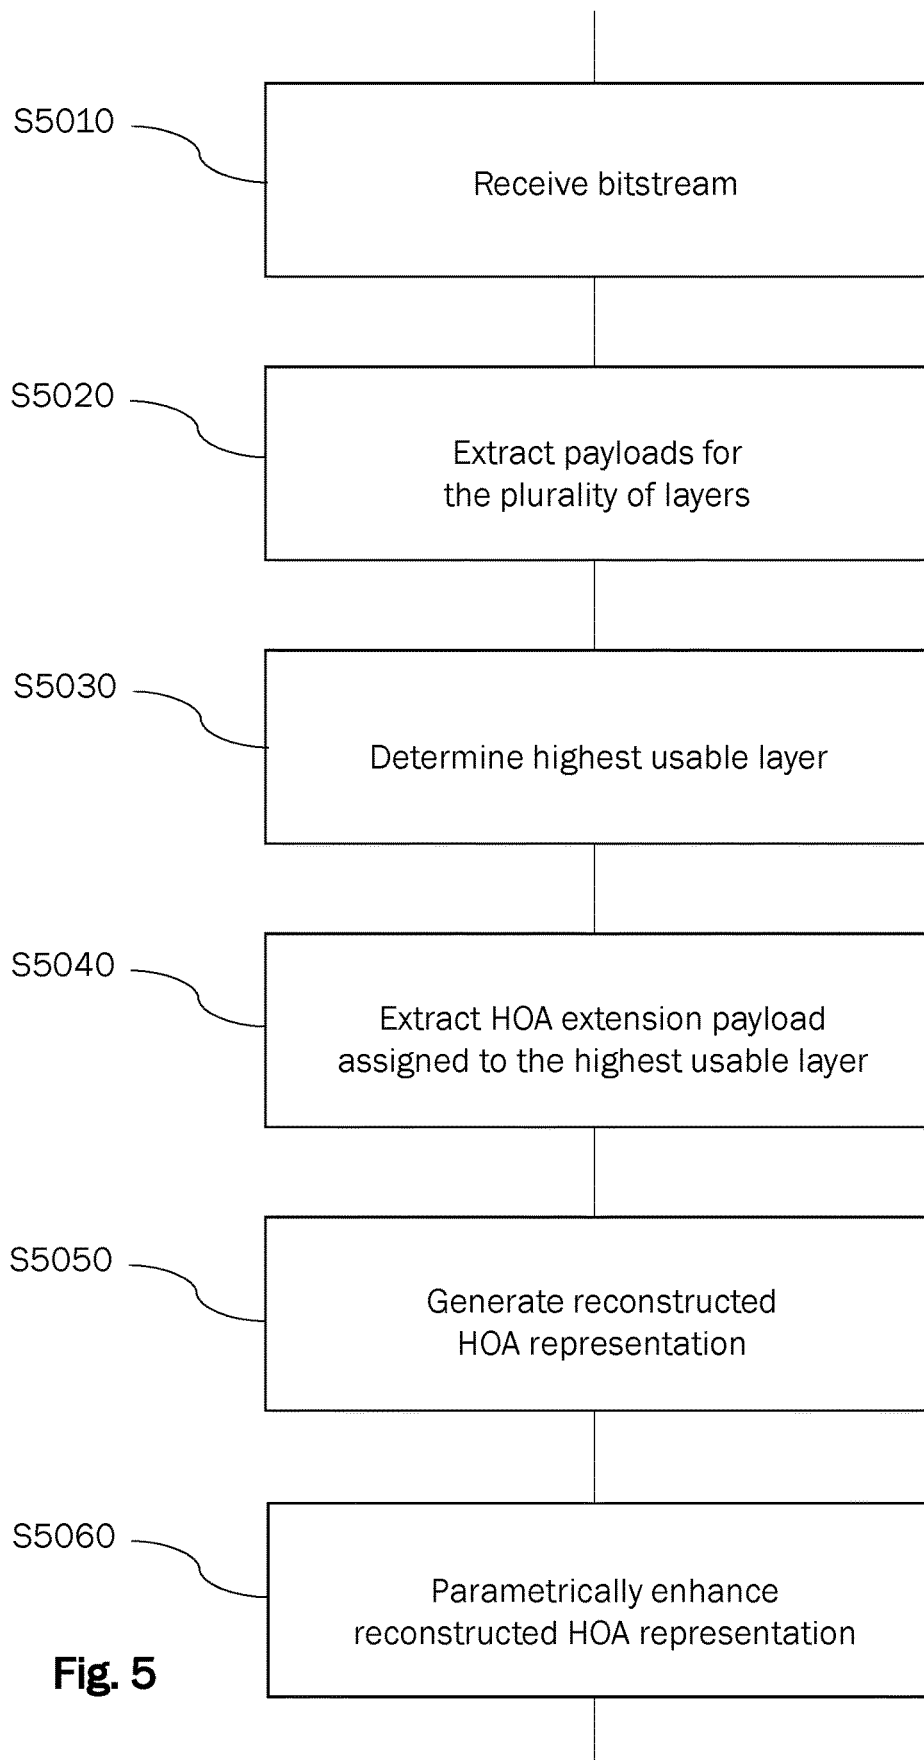 S5010
Receive bitstream
S5020
Extract payloads for
the plurality of layers
S5030
Determine highest usable layer
S5040
Extract HOA extension payload
assigned to the highest usable layer
S5050
Generate reconstructed
HOA representation
S5060
Parametrically enhance
reconstructed HOA representation
Fig. 5